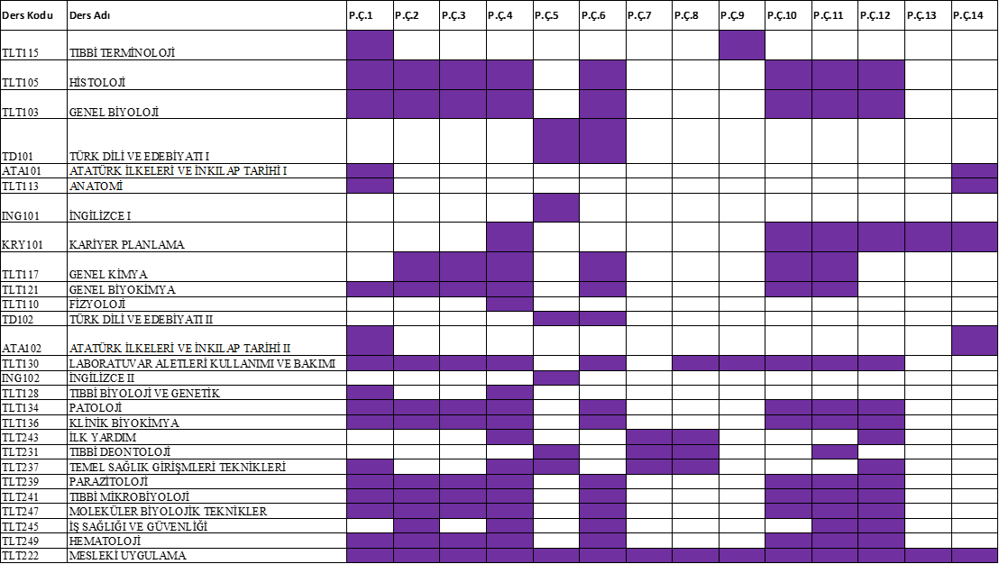 Ders Kodu Ders Adı P.Ç.1 P.Ç.2 P.Ç.3 P.Ç.4 P.Ç.5 P.Ç.6 P.Ç.7 P.Ç.8 P.Ç.9 P.Ç.10 P.Ç.11 P.Ç.12 P.Ç.13 P.Ç.14
TLT115 TIBBİ TERMİNOLOJİ
TLT105 HİSTOLOJİ
TLT103 GENEL BİYOLOJİ
TD101 TÜRK DİLİ VE EDEBİYATI I
ATA101 ATATÜRK İLKELERİ VE İNKILAP TARİHİ I
TLT113 ANATOMİ
ING101 İNGİLİZCE I
KRY101 KARİYER PLANLAMA
TLT117 GENEL KİMYA
TLT121 GENEL BİYOKİMYA
TLT110 FİZYOLOJİ
TD102 TÜRK DİLİ VE EDEBİYATI II
ATA102 ATATÜRK İLKELERİ VE İNKILAP TARİHİ II
TLT130 LABORATUVAR ALETLERİ KULLANIMI VE BAKIMI
ING102 İNGİLİZCE II
TLT128 TIBBİ BİYOLOJİ VE GENETİK
TLT134 PATOLOJİ
TLT136 KLİNİK BİYOKİMYA
TLT243 İLK YARDIM
TLT231 TIBBİ DEONTOLOJİ
TLT237 TEMEL SAĞLIK GİRİŞMLERİ TEKNİKLERİ
TLT239 PARAZİTOLOJİ
TLT241 TIBBİ MİKROBİYOLOJİ
TLT247 MOLEKÜLER BİYOLOJİK TEKNİKLER
TLT245 İŞ SAĞLIĞI VE GÜVENLİĞİ
TLT249 HEMATOLOJİ
TLT222 MESLEKİ UYGULAMA